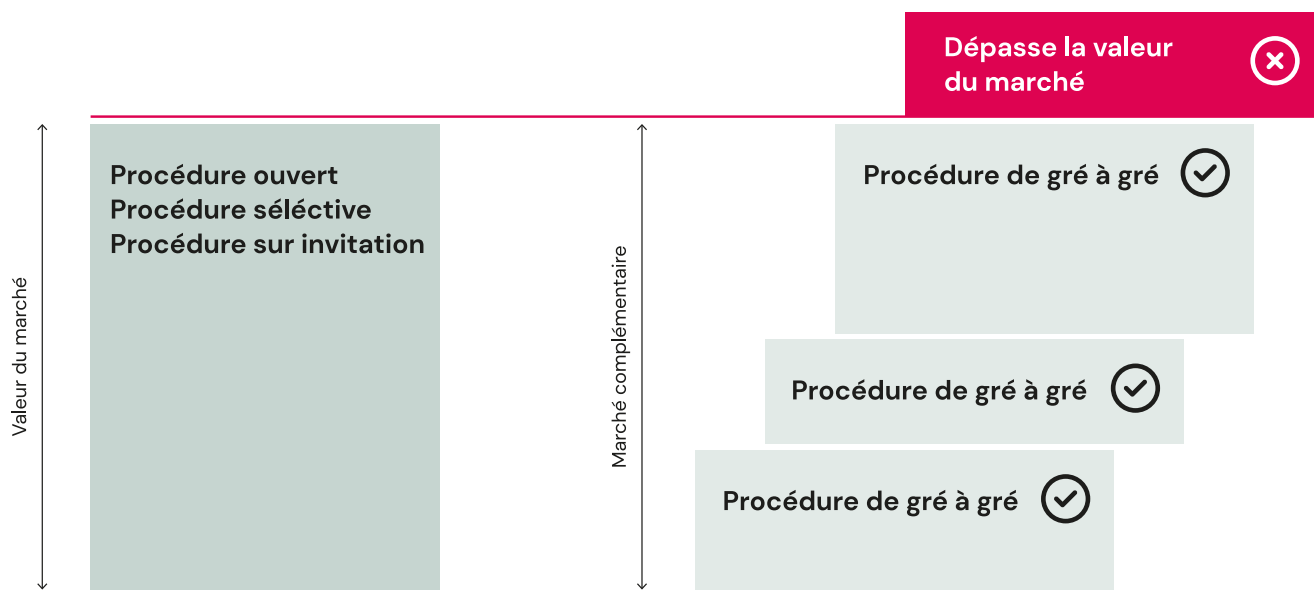 Dépasse la valeur
du marché
Valeur du marché
Procédure ouvert
Procédure séléctive
Procédure sur invitation
Marché complémentaire
Procédure de gré à gré
Procédure de gré à gré
Procédure de gré à gré